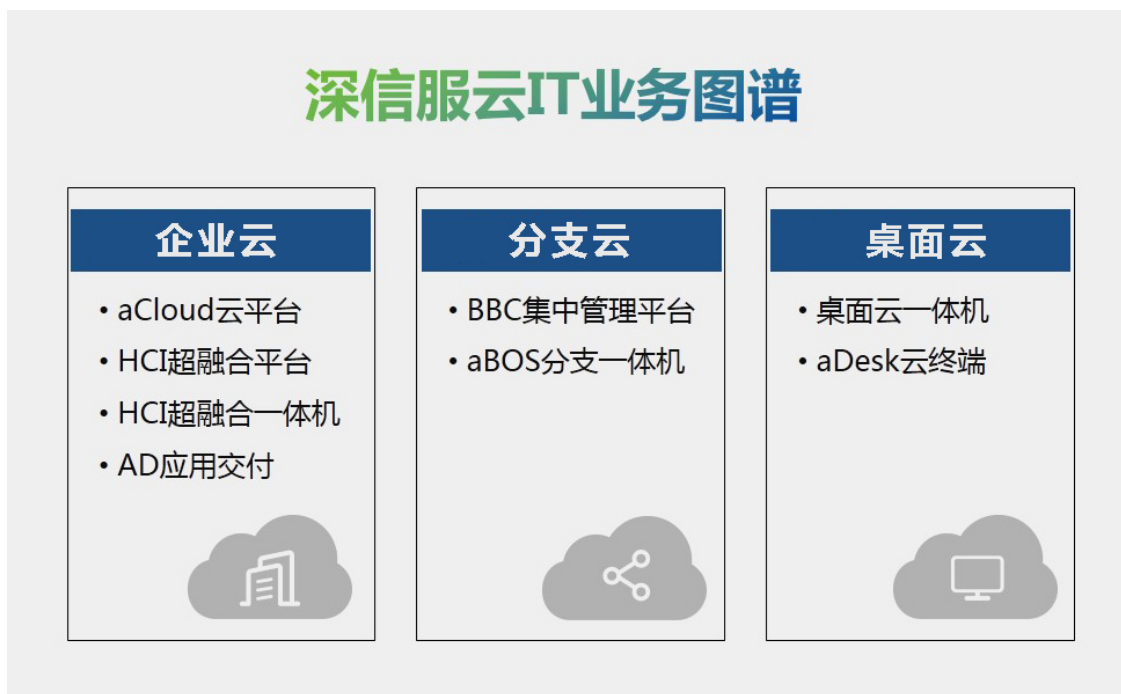 深信服云IT业务图谱
企业云
• aCloud云平台
• HCI超融合平台
• HCI超融合一体机
• AD应用交付
分支云
• BBC集中管理平台
• aBOS分支一体机
桌面云
• 桌面云一体机
• aDesk云终端